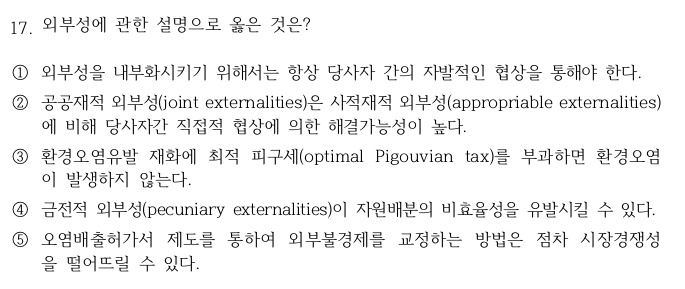 17. 외부성에 관한 설명으로 옳은 것은?
① 외부성을 내부화시키기 위해서는 항상 당사자 간의 자발적인 협상을 통해야 한다.
② 공공재적 외부성(joint externalities)은 사적재적 외부성(appropriable externalities)
에 비해 당사자간 직접적 협상에 의한 해결가능성이 높다.
③ 환경오염유발 재화에 최적 피구세(optimal Pigouvian tax)를 부과하면 환경오염
이 발생하지 않는다.
④ 금전적 외부성(pecuniary externalities)이 자원배분의 비효율성을 유발시킬 수 있다.
⑤ 오염배출허가서 제도를 통하여 외부불경제를 교정하는 방법은 점차 시장경쟁성
을 떨어뜨릴 수 있다.